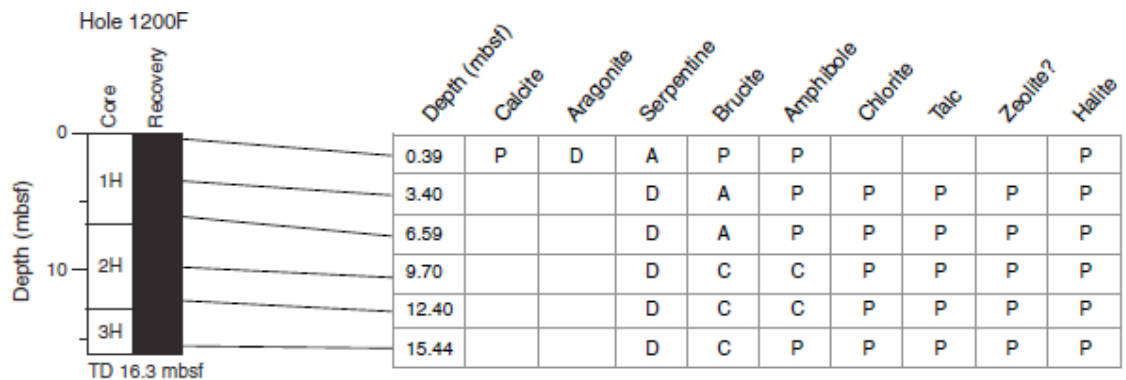 Hole 1200F
Core Recovery Depth (mbsf) Calcite Aragonite Serpentine Brucite Amphibole Chlorite Talc Zeolite? Halite
Depth (mbsf)
0
10
1H
2H
3H
0.39 P D A P P P
3.40 D A P P P P P
6.59 D A P P P P P
9.70 D C C P P P P
12.40 D C C P P P P
15.44 D C P P P P P
TD 16.3 mbsf